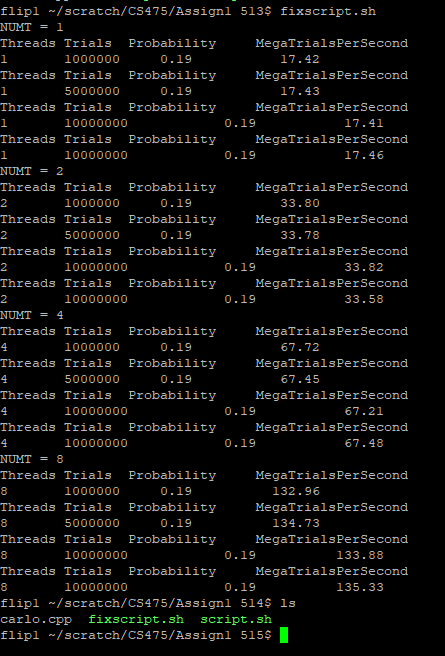 flip1 ~/scratch/CS475/Assign1 513$ fixscript.sh
NUMT = 1
Threads Trials  Probability     MegaTrialsPerSecond
1       1000000     0.19           17.42
Threads Trials  Probability     MegaTrialsPerSecond
1       5000000     0.19           17.43
Threads Trials  Probability     MegaTrialsPerSecond
1       10000000            0.19           17.41
Threads Trials  Probability     MegaTrialsPerSecond
1       10000000            0.19           17.46
NUMT = 2
Threads Trials  Probability     MegaTrialsPerSecond
2       1000000     0.19           33.80
Threads Trials  Probability     MegaTrialsPerSecond
2       5000000     0.19           33.78
Threads Trials  Probability     MegaTrialsPerSecond
2       10000000            0.19           33.82
Threads Trials  Probability     MegaTrialsPerSecond
2       10000000            0.19           33.58
NUMT = 4
Threads Trials  Probability     MegaTrialsPerSecond
4       1000000     0.19           67.72
Threads Trials  Probability     MegaTrialsPerSecond
4       5000000     0.19           67.45
Threads Trials  Probability     MegaTrialsPerSecond
4       10000000            0.19           67.21
Threads Trials  Probability     MegaTrialsPerSecond
4       10000000            0.19           67.48
NUMT = 8
Threads Trials  Probability     MegaTrialsPerSecond
8       1000000     0.19          132.96
Threads Trials  Probability     MegaTrialsPerSecond
8       5000000     0.19          134.73
Threads Trials  Probability     MegaTrialsPerSecond
8       10000000            0.19          133.88
Threads Trials  Probability     MegaTrialsPerSecond
8       10000000            0.19          135.33
flip1 ~/scratch/CS475/Assign1 514$ ls
carlo.cpp  fixscript.sh  script.sh
flip1 ~/scratch/CS475/Assign1 515$